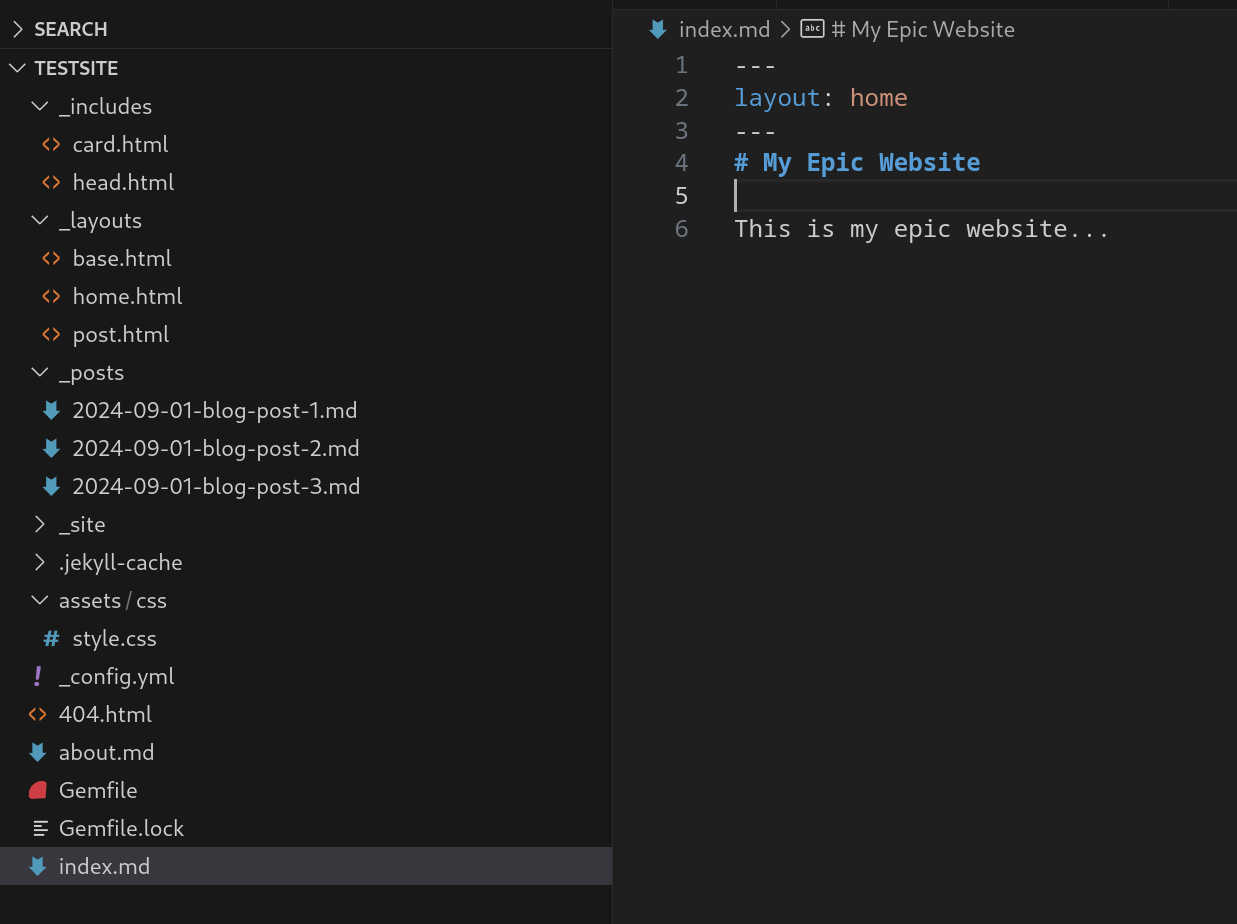 SEARCH
TESTSITE
_includes
card.html
head.html
_layouts
base.html
home.html
post.html
_posts
2024-09-01-blog-post-1.md
2024-09-01-blog-post-2.md
2024-09-01-blog-post-3.md
_site
.jekyll-cache
assets/css
# style.css
! _config.yml
404.html
about.md
Gemfile
Gemfile.lock
index.md
index.md > abc # My Epic Website
1 ---
2 layout: home
3 ---
4 # My Epic Website
5
6 This is my epic website...